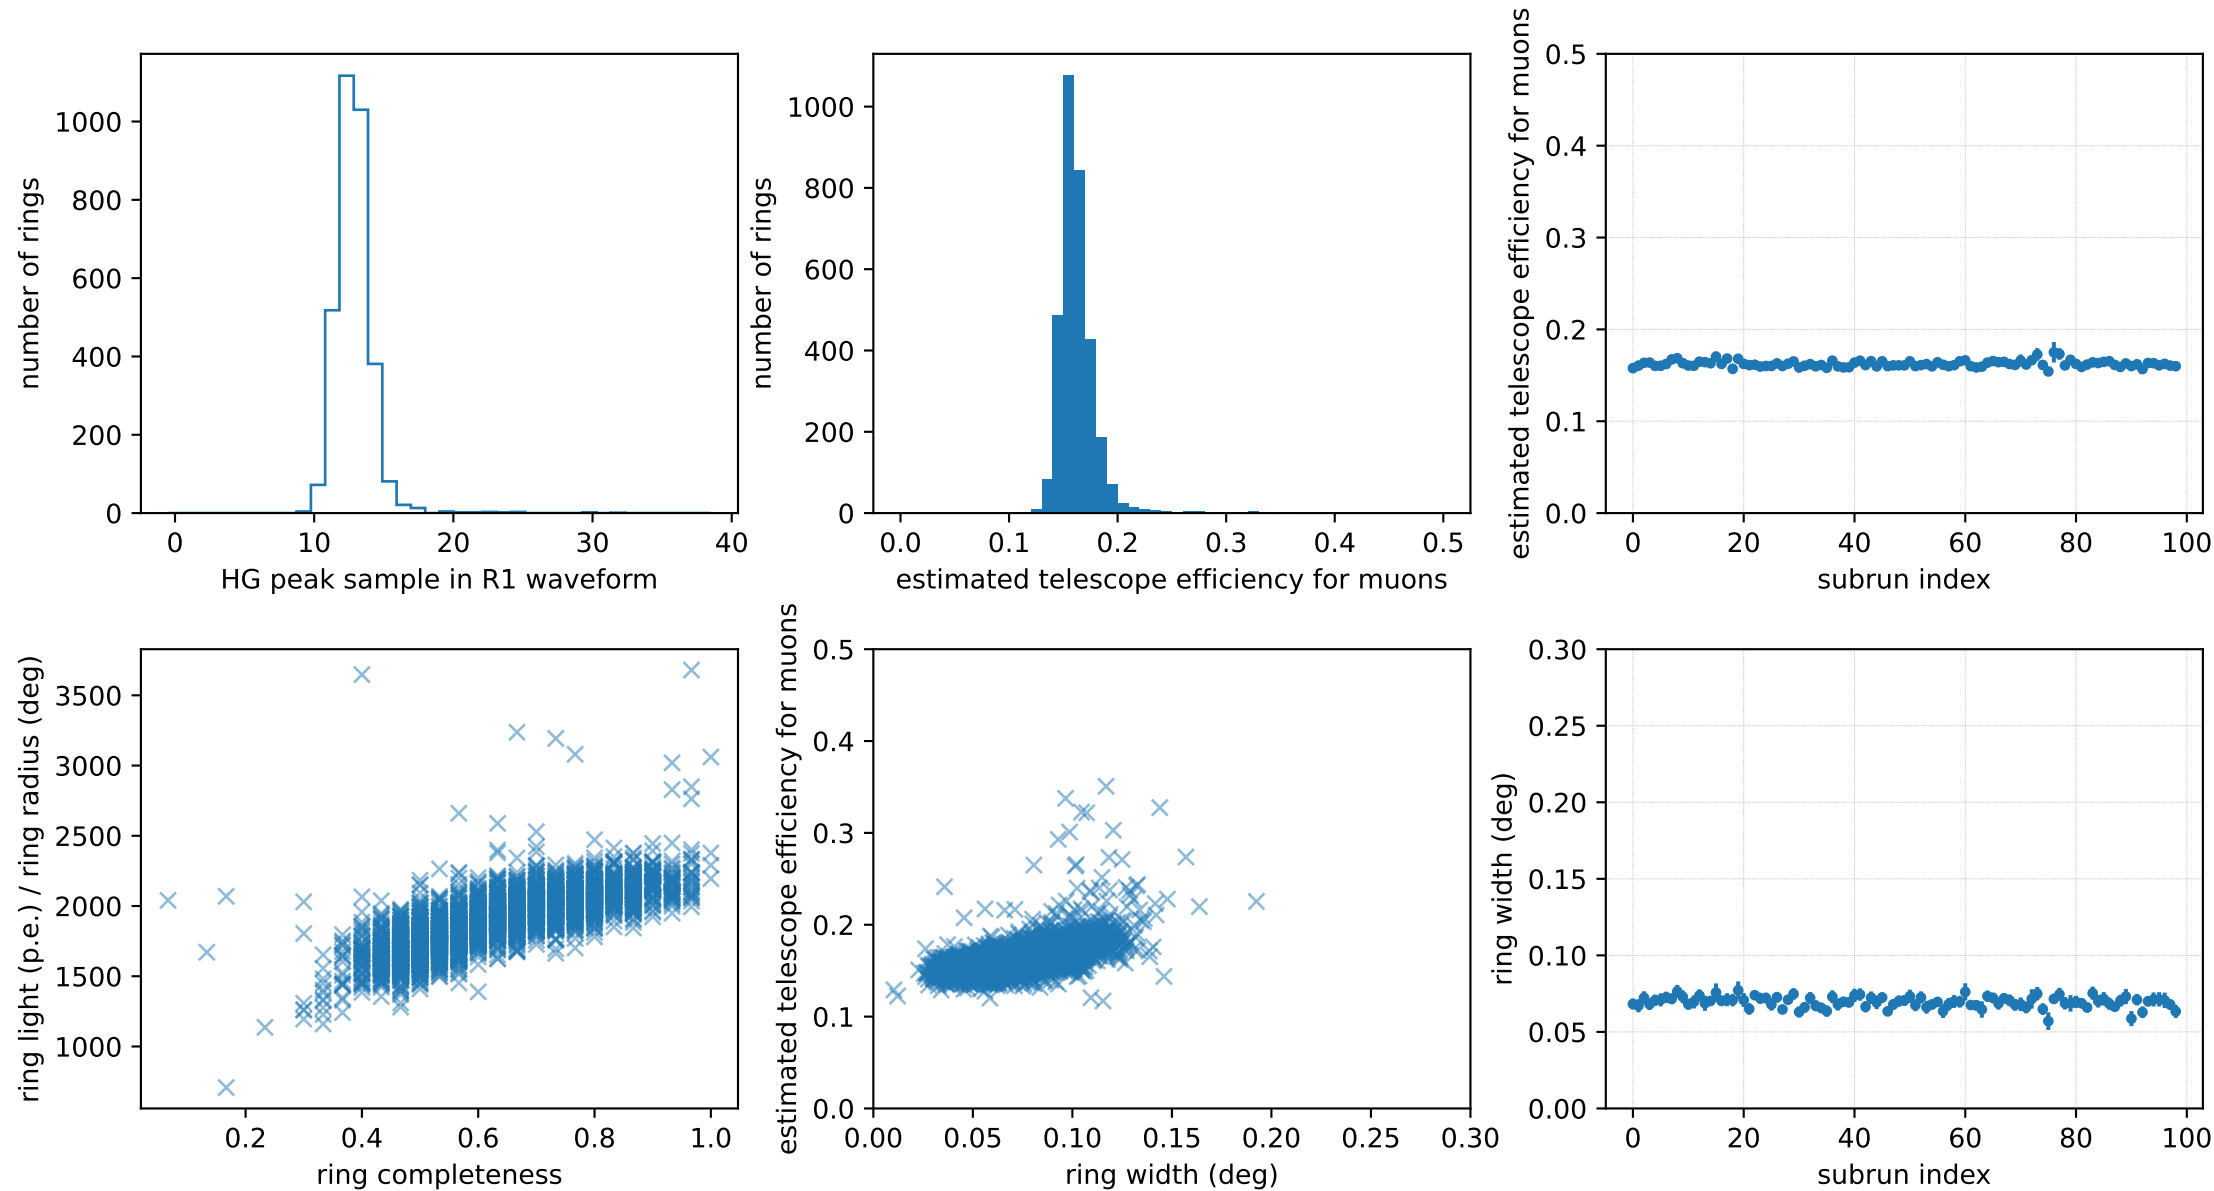 number of rings
1000
800
600
400
200
0
0 10 20 30 40
HG peak sample in R1 waveform
number of rings
1000
800
600
400
200
0
0.0 0.1 0.2 0.3 0.4 0.5
estimated telescope efficiency for muons
estimated telescope efficiency for muons
0.5
0.4
0.3
0.2
0.1
0.0
0 20 40 60 80 100
subrun index
ring light (p.e.) / ring radius (deg)
3500
3000
2500
2000
1500
1000
0.2 0.4 0.6 0.8 1.0
ring completeness
estimated telescope efficiency for muons
0.5
0.4
0.3
0.2
0.1
0.0
0.00 0.05 0.10 0.15 0.20 0.25 0.30
ring width (deg)
ring width (deg)
0.30
0.25
0.20
0.15
0.10
0.05
0.00
0 20 40 60 80 100
subrun index